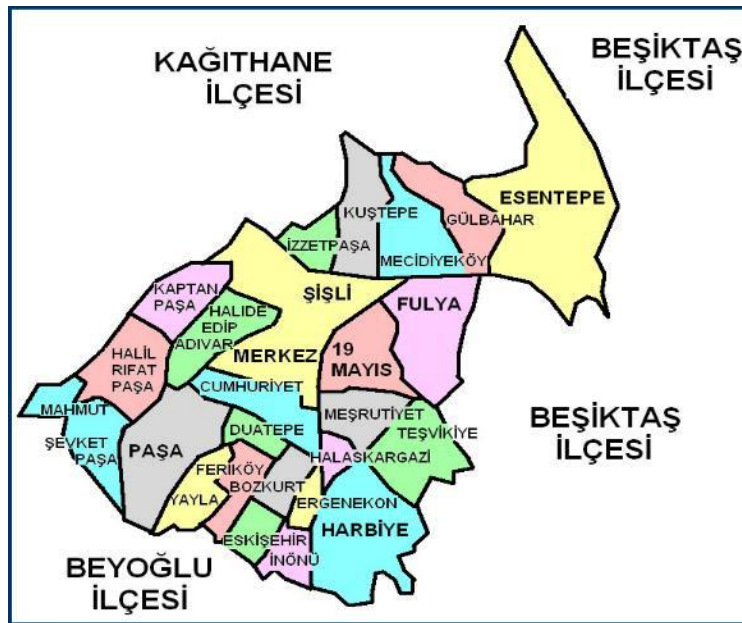 KAĞITHANE
İLÇESİ
BEŞİKTAŞ
İLÇESİ
ESENTEPE
KUŞTEPE
GÜLBAHAR
İZZETPAŞA
MECİDİYEKÖY
KAPTAN
PAŞA
ŞİŞLİ
FULYA
HALİDE
EDİP
ADIVAR
MERKEZ
19
MAYIS
HALİL
RIFAT
PAŞA
CUMHURİYET
MAHMUT
ŞEVKET
PAŞA
MEŞRUTİYET
TEŞVİKİYE
BEŞİKTAŞ
İLÇESİ
PAŞA
DUATEPE
HALASKARGAZİ
FERİKÖY
BOZKURT
YAYLA
ERGENEKON
HARBİYE
ESKİŞEHİR
İNÖNÜ
BEYOĞLU
İLÇESİ